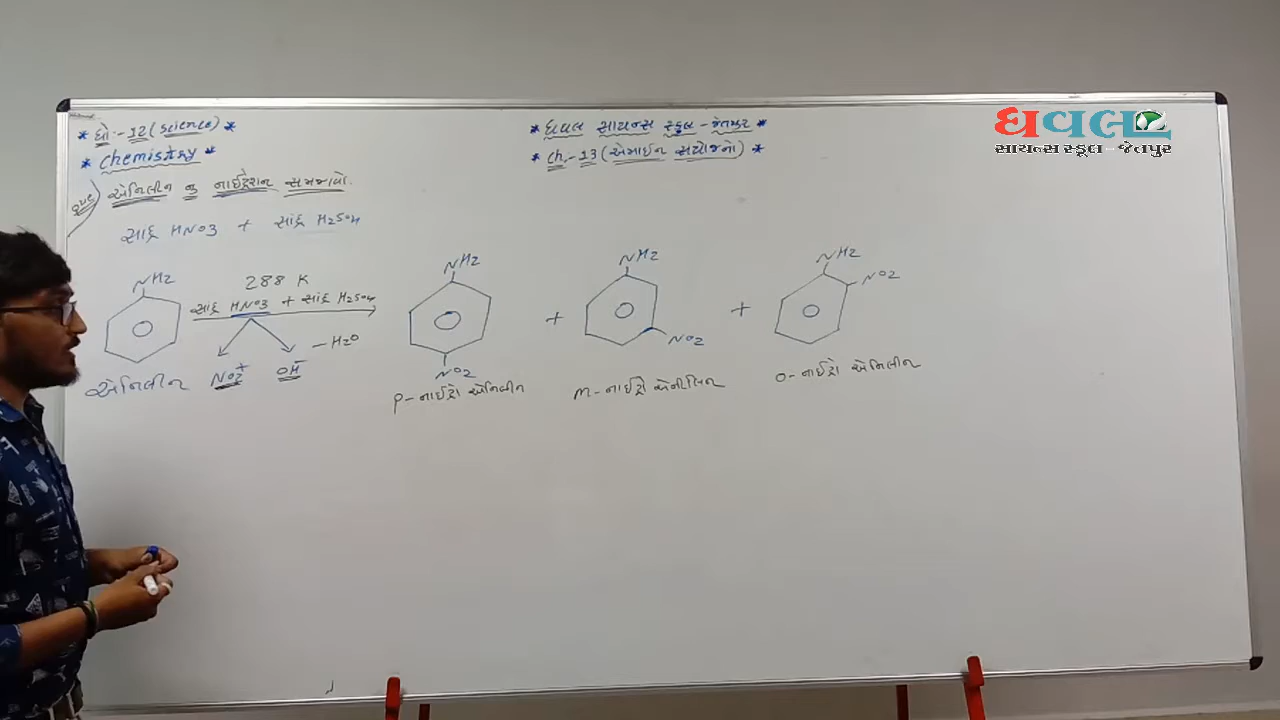 * ધો:-12 (Science) *
* ધવલ સાયન્સ સ્કૂલ - જેતપુર *
* Chemistry *
* ch.-13 (એમાઈન સંયોજનો) *
એનિલીન નુ નાઈટ્રેશન સમજાવો.
સાંદ્ર HNO3 + સાંદ્ર H2SO4
NH2
288 K
સાંદ્ર HNO3 + સાંદ્ર H2SO4
NO2+
OH-
-H2O
એનિલીન
NH2
NO2
p-નાઈટ્રો એનિલીન
+
NH2
NO2
m-નાઈટ્રો એનીલિન
+
NH2
NO2
o-નાઈટ્રો એનિલીન
ધવલ
સાયન્સ સ્કૂલ - જેતપુર